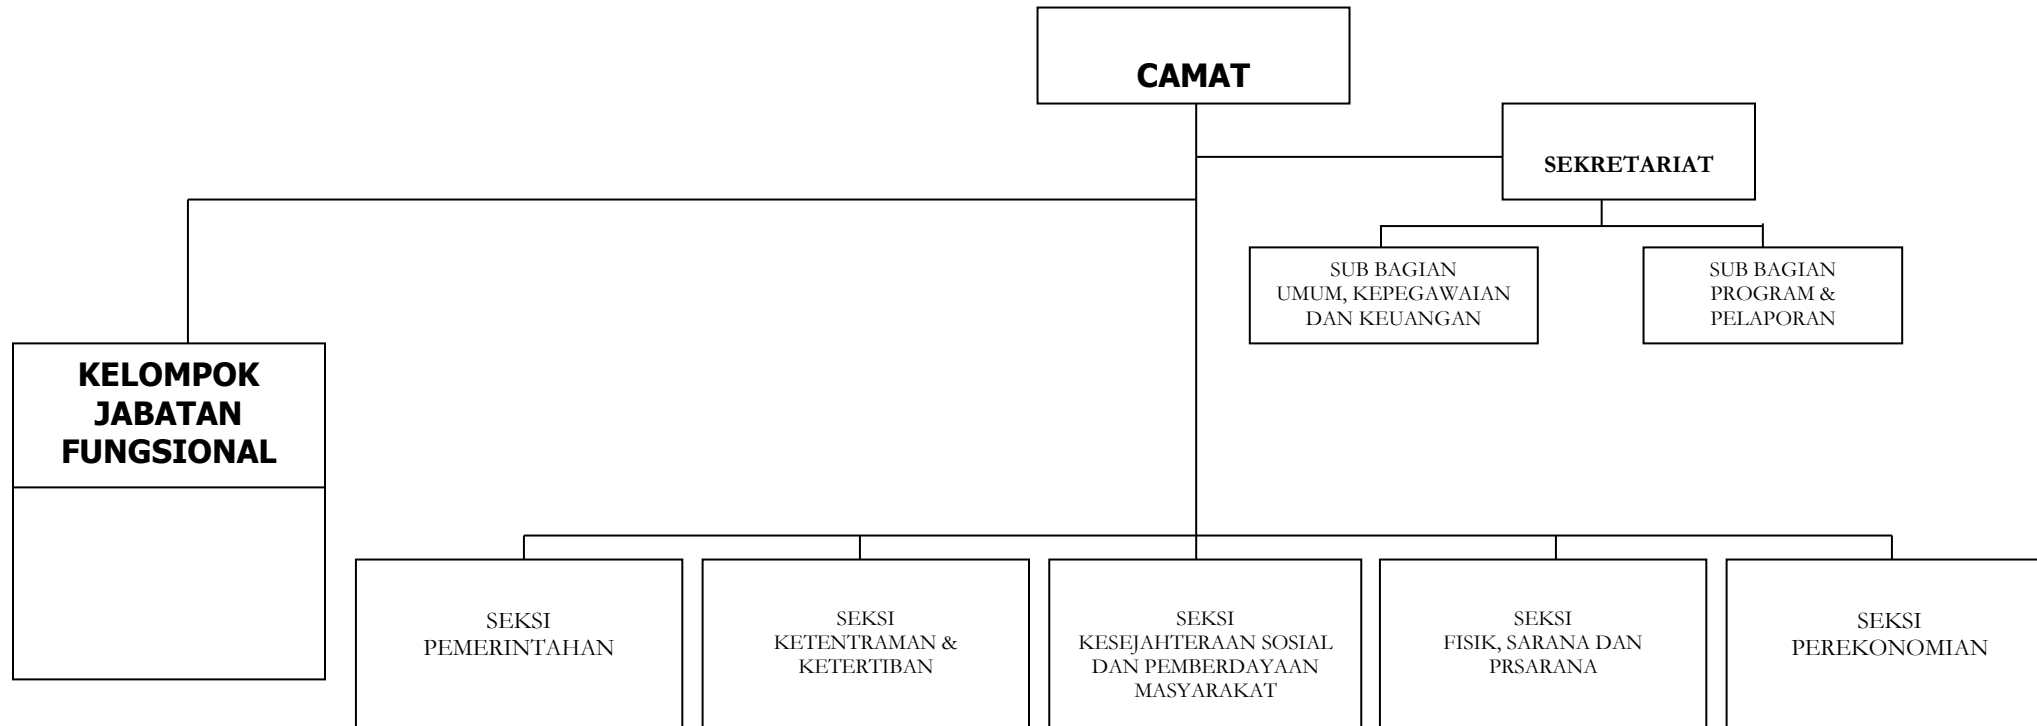 CAMAT
SEKRETARIAT
SUB BAGIAN
UMUM, KEPEGAWAIAN
DAN KEUANGAN
SUB BAGIAN
PROGRAM &
PELAPORAN
KELOMPOK
JABATAN
FUNGSIONAL
SEKSI
PEMERINTAHAN
SEKSI
KETENTRAMAN &
KETERTIBAN
SEKSI
KESEJAHTERAAN SOSIAL
DAN PEMBERDAYAAN
MASYARAKAT
SEKSI
FISIK, SARANA DAN
PRSARANA
SEKSI
PEREKONOMIAN